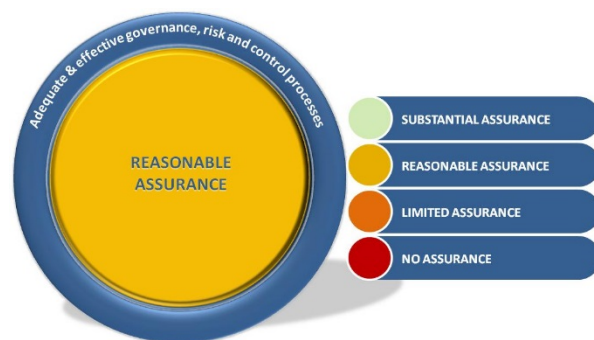 Adequate & effective governance, risk and control processes
REASONABLE
ASSURANCE
SUBSTANTIAL ASSURANCE
REASONABLE ASSURANCE
LIMITED ASSURANCE
NO ASSURANCE